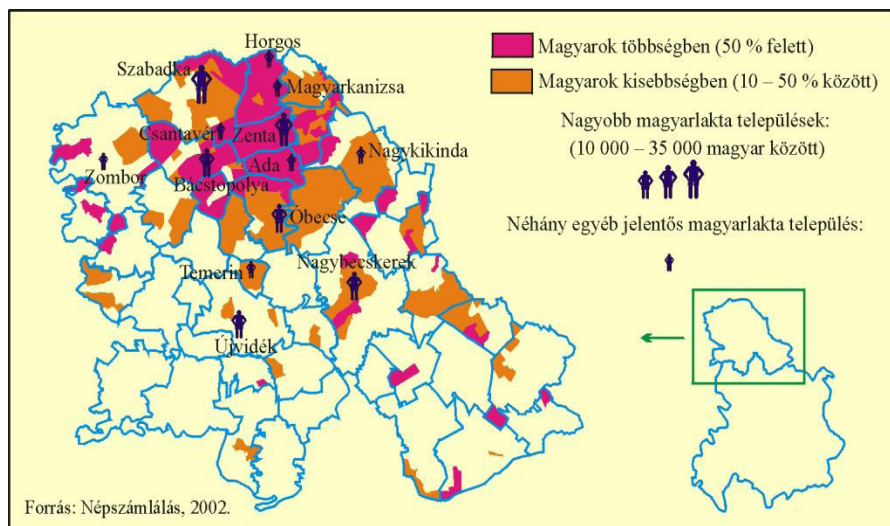 Horgos
Szabadka
Magyarkanizsa
Csantavér
Zenta
Nagykikinda
Ada
Zombor
Bácstopolya
Óbecse
Temerin
Nagybecskerek
Újvidék
Magyarok többségben (50 % felett)
Magyarok kisebbségben (10 – 50 % között)
Nagyobb magyarlakta települések:
(10 000 – 35 000 magyar között)
Néhány egyéb jelentős magyarlakta település:
Forrás: Népszámlálás, 2002.